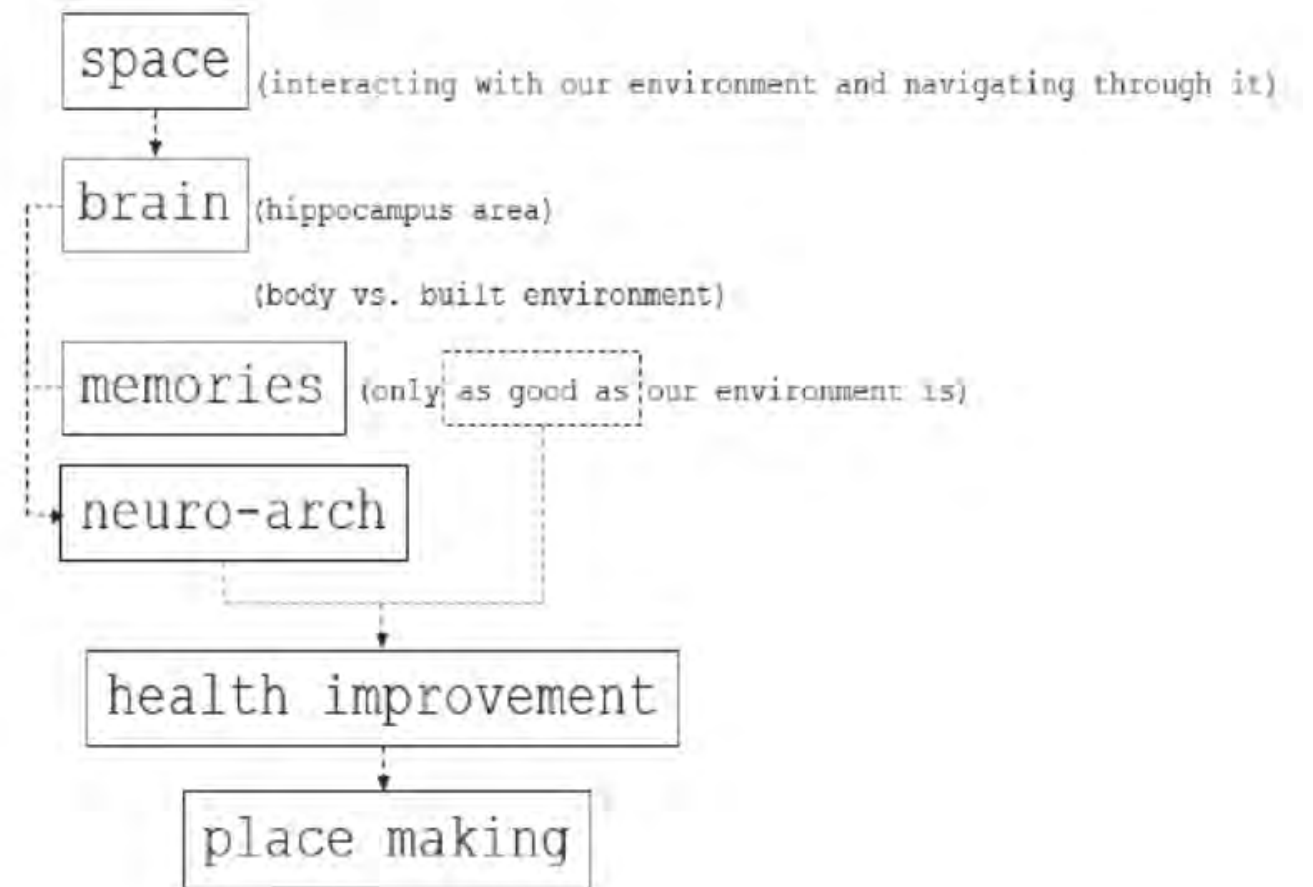 space
(interacting with our environment and navigating through it)
brain
(hippocampus area)
(body vs. built environment)
memories
(only as good as our environment is)
neuro-arch
health improvement
place making